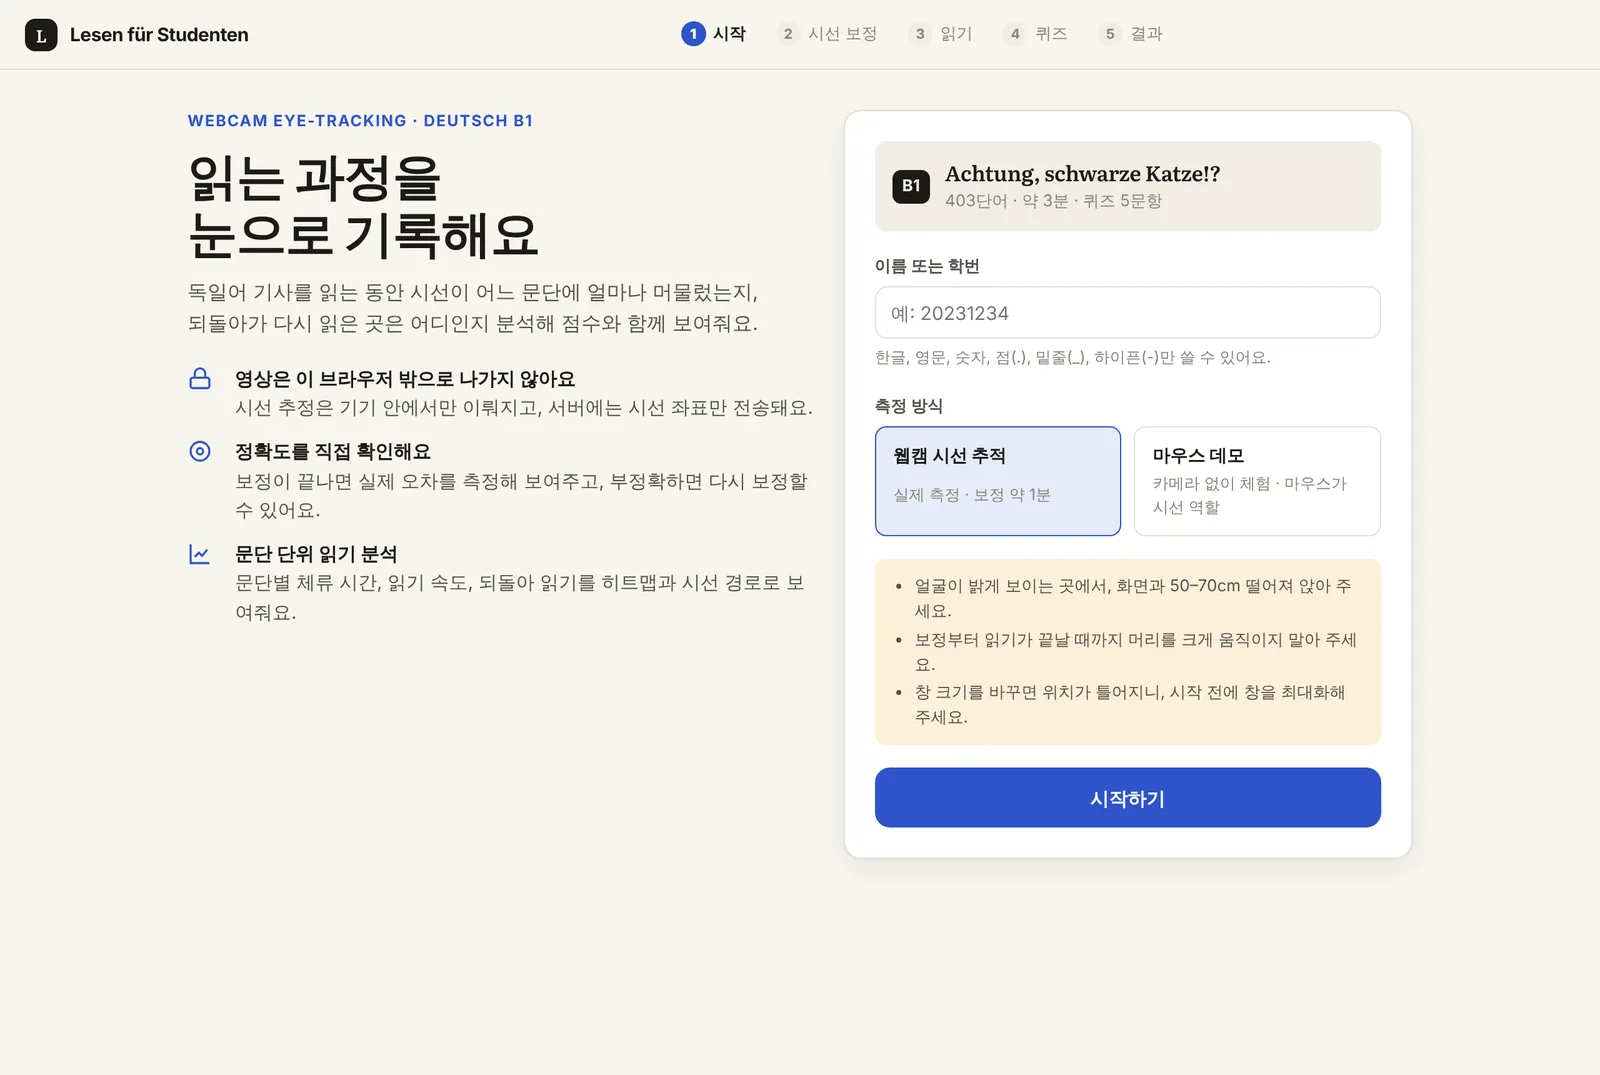 L Lesen für Studenten
1 시작 2 시선 보정 3 읽기 4 퀴즈 5 결과
WEBCAM EYE-TRACKING · DEUTSCH B1
읽는 과정을
눈으로 기록해요
독일어 기사를 읽는 동안 시선이 어느 문단에 얼마나 머물렀는지,
되돌아가 다시 읽은 곳은 어디인지 분석해 점수와 함께 보여줘요.
영상은 이 브라우저 밖으로 나가지 않아요
시선 추정은 기기 안에서만 이뤄지고, 서버에는 시선 좌표만 전송돼요.
정확도를 직접 확인해요
보정이 끝나면 실제 오차를 측정해 보여주고, 부정확하면 다시 보정할
수 있어요.
문단 단위 읽기 분석
문단별 체류 시간, 읽기 속도, 되돌아 읽기를 히트맵과 시선 경로로 보
여줘요.
B1 Achtung, schwarze Katze!?
403단어 · 약 3분 · 퀴즈 5문항
이름 또는 학번
예: 20231234
한글, 영문, 숫자, 점(.), 밑줄(_), 하이픈(-)만 쓸 수 있어요.
측정 방식
웹캠 시선 추적
실제 측정 · 보정 약 1분
마우스 데모
카메라 없이 체험 · 마우스가
시선 역할
• 얼굴이 밝게 보이는 곳에서, 화면과 50–70cm 떨어져 앉아 주
세요.
• 보정부터 읽기가 끝날 때까지 머리를 크게 움직이지 말아 주세
요.
• 창 크기를 바꾸면 위치가 틀어지니, 시작 전에 창을 최대화해
주세요.
시작하기